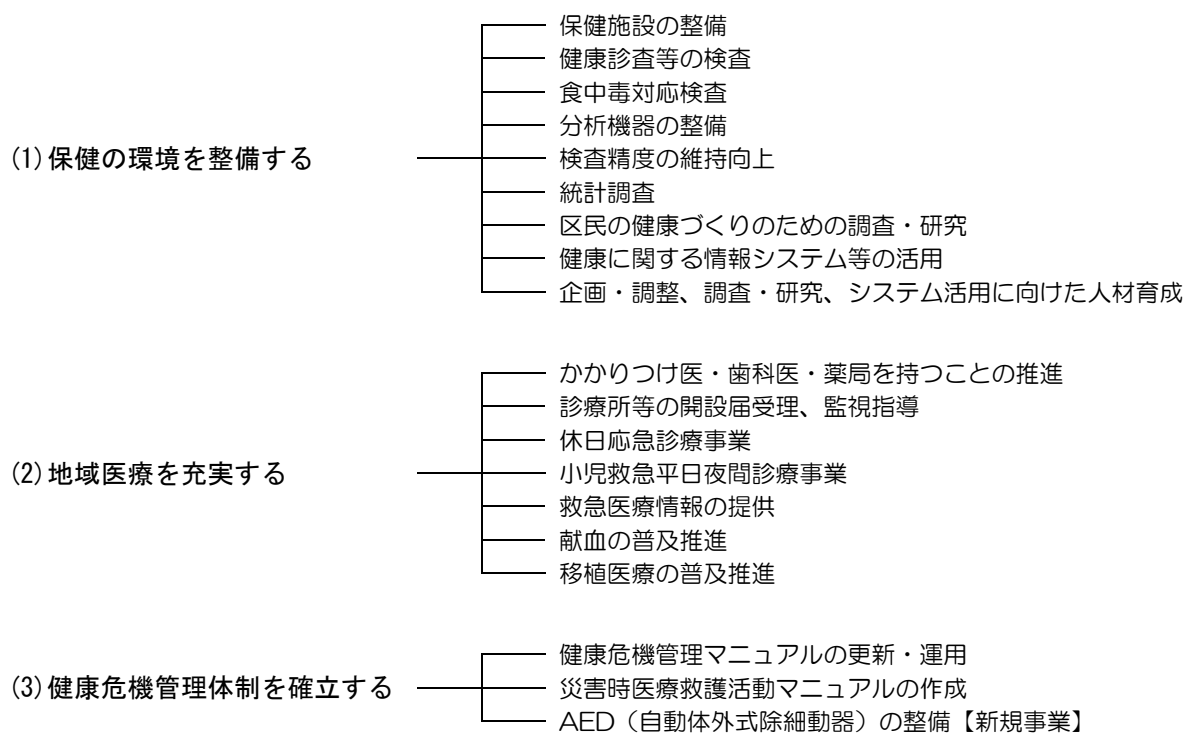 保健施設の整備
健康診査等の検査
食中毒対応検査
分析機器の整備
(1)保健の環境を整備する
検査精度の維持向上
統計調査
区民の健康づくりのための調査・研究
健康に関する情報システム等の活用
企画・調整、調査・研究、システム活用に向けた人材育成
かかりつけ医・歯科医・薬局を持つことの推進
診療所等の開設届受理、監視指導
休日応急診療事業
(2)地域医療を充実する
小児救急平日夜間診療事業
救急医療情報の提供
献血の普及推進
移植医療の普及推進
健康危機管理マニュアルの更新・運用
(3)健康危機管理体制を確立する
災害時医療救護活動マニュアルの作成
AED（自動体外式除細動器）の整備【新規事業】